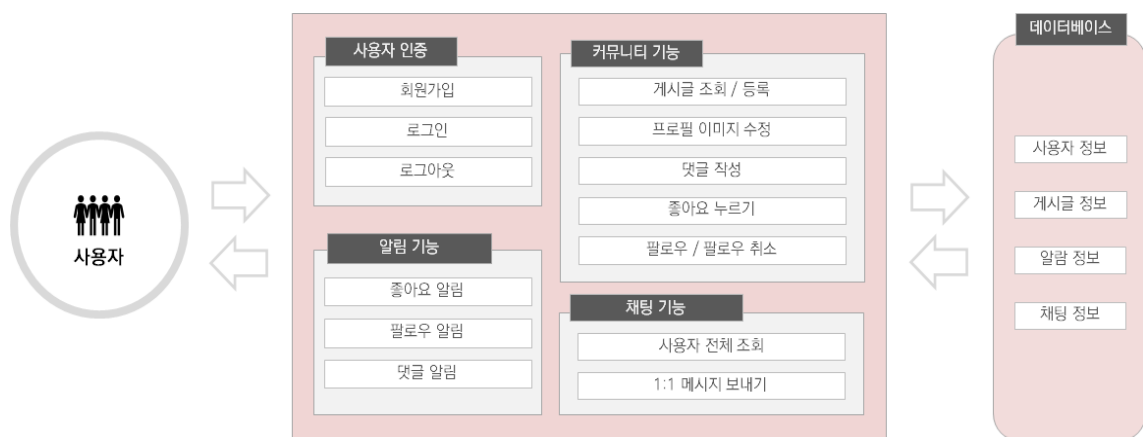 사용자
사용자 인증
회원가입
로그인
로그아웃
알림 기능
좋아요 알림
팔로우 알림
댓글 알림
커뮤니티 기능
게시글 조회 / 등록
프로필 이미지 수정
댓글 작성
좋아요 누르기
팔로우 / 팔로우 취소
채팅 기능
사용자 전체 조회
1:1 메시지 보내기
데이터베이스
사용자 정보
게시글 정보
알람 정보
채팅 정보